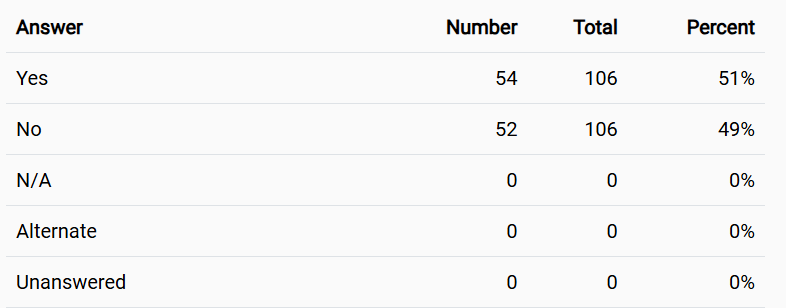 Answer Number Total Percent
Yes 54 106 51%
No 52 106 49%
N/A 0 0 0%
Alternate 0 0 0%
Unanswered 0 0 0%